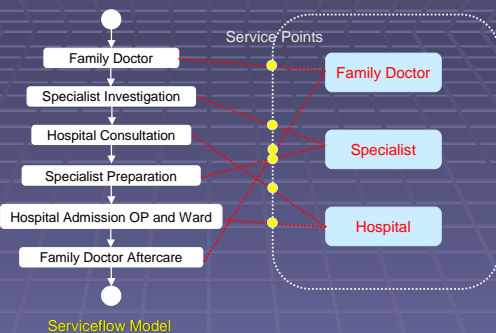 Service Points
Family Doctor
Specialist Investigation
Hospital Consultation
Specialist Preparation
Hospital Admission OP and Ward
Family Doctor Aftercare
Serviceflow Model
Family Doctor
Specialist
Hospital